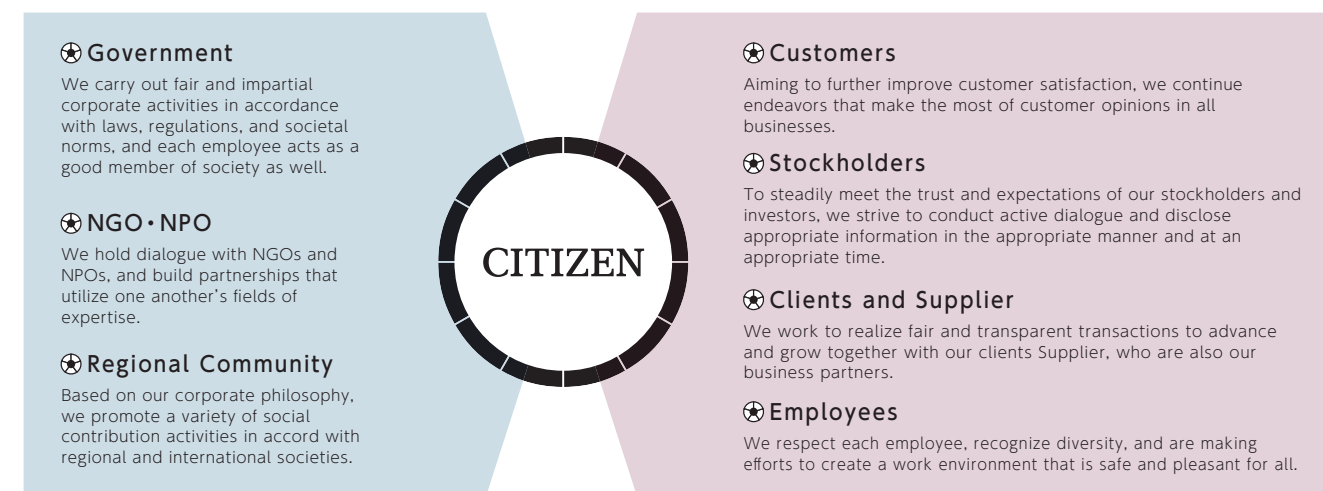 Government
We carry out fair and impartial
corporate activities in accordance
with laws, regulations, and societal
norms, and each employee acts as a
good member of society as well.
NGO・NPO
We hold dialogue with NGOs and
NPOs, and build partnerships that
utilize one another's fields of
expertise.
Regional Community
Based on our corporate philosophy,
we promote a variety of social
contribution activities in accord with
regional and international societies.
CITIZEN
Customers
Aiming to further improve customer satisfaction, we continue
endeavors that make the most of customer opinions in all
businesses.
Stockholders
To steadily meet the trust and expectations of our stockholders and
investors, we strive to conduct active dialogue and disclose
appropriate information in the appropriate manner and at an
appropriate time.
Clients and Supplier
We work to realize fair and transparent transactions to advance
and grow together with our clients Supplier, who are also our
business partners.
Employees
We respect each employee, recognize diversity, and are making
efforts to create a work environment that is safe and pleasant for all.